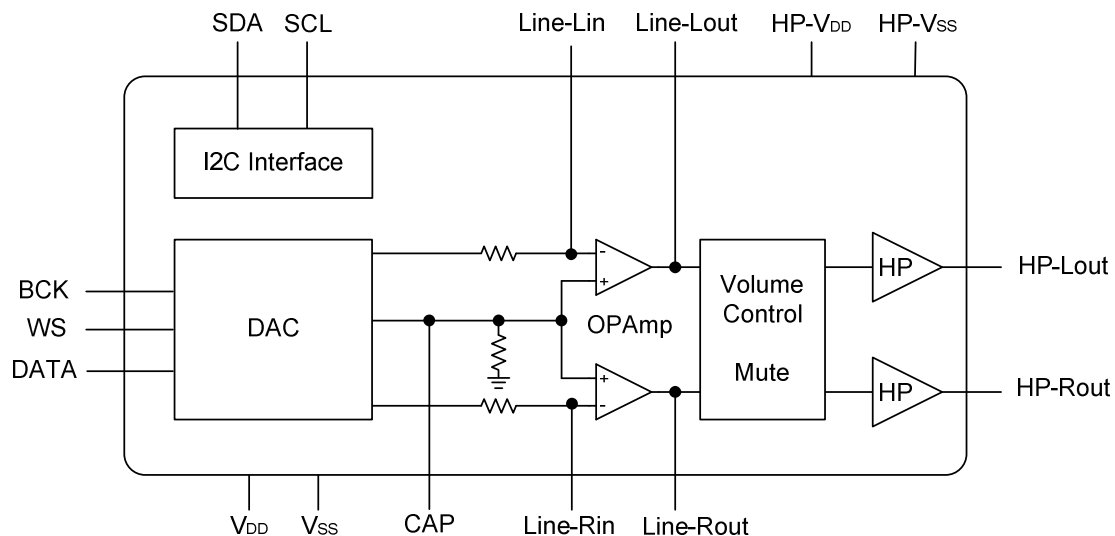 SDA SCL Line-Lin Line-Lout HP-VDD HP-VSS
I2C Interface
BCK
WS
DATA
DAC
-
+
OPAmp
+
-
Volume
Control
Mute
HP
HP
HP-Lout
HP-Rout
VDD VSS CAP Line-Rin Line-Rout